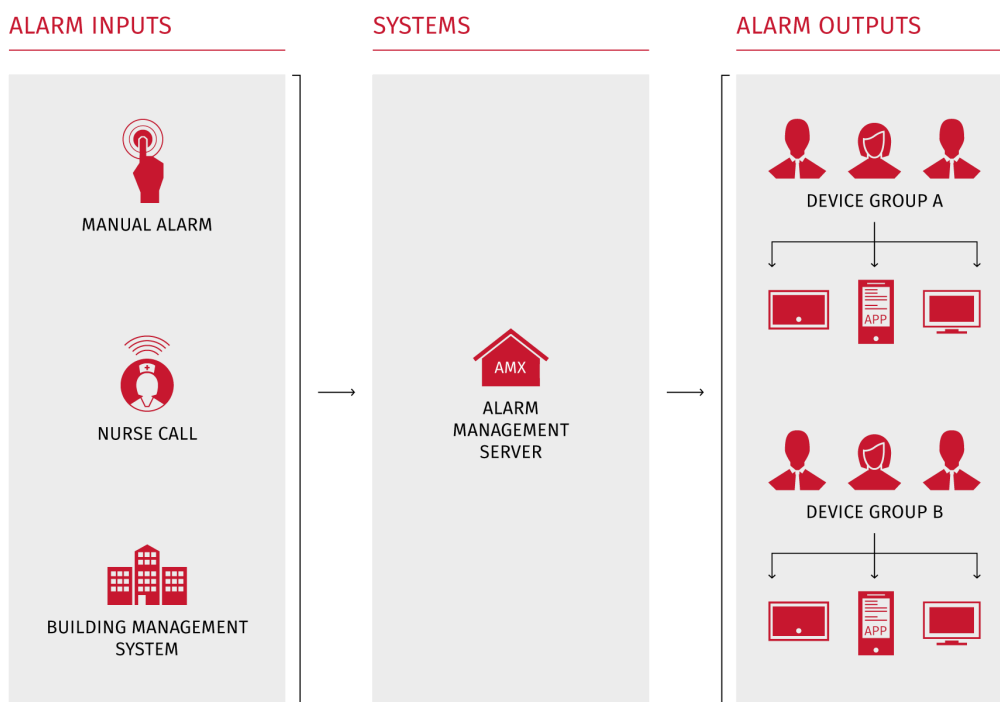 ALARM INPUTS
SYSTEMS
ALARM OUTPUTS
MANUAL ALARM
NURSE CALL
BUILDING MANAGEMENT
SYSTEM
AMX
ALARM
MANAGEMENT
SERVER
DEVICE GROUP A
APP
DEVICE GROUP B
APP